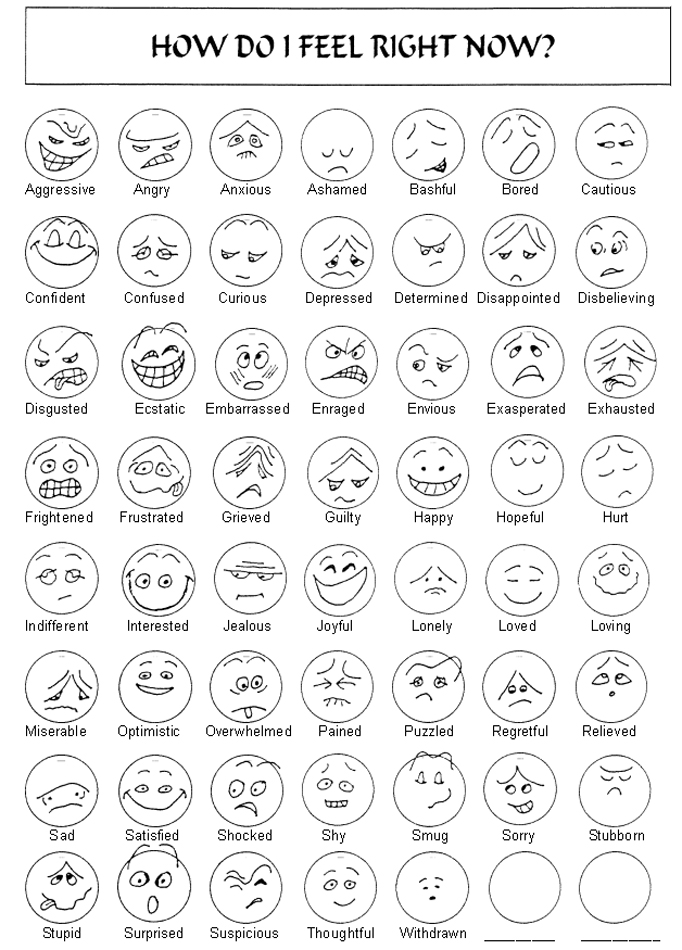 HOW DO I FEEL RIGHT NOW?
Aggressive Angry Anxious Ashamed Bashful Bored Cautious
Confident Confused Curious Depressed Determined Disappointed Disbelieving
Disgusted Ecstatic Embarrassed Enraged Envious Exasperated Exhausted
Frightened Frustrated Grieved Guilty Happy Hopeful Hurt
Indifferent Interested Jealous Joyful Lonely Loved Loving
Miserable Optimistic Overwhelmed Pained Puzzled Regretful Relieved
Sad Satisfied Shocked Shy Smug Sorry Stubborn
Stupid Surprised Suspicious Thoughtful Withdrawn